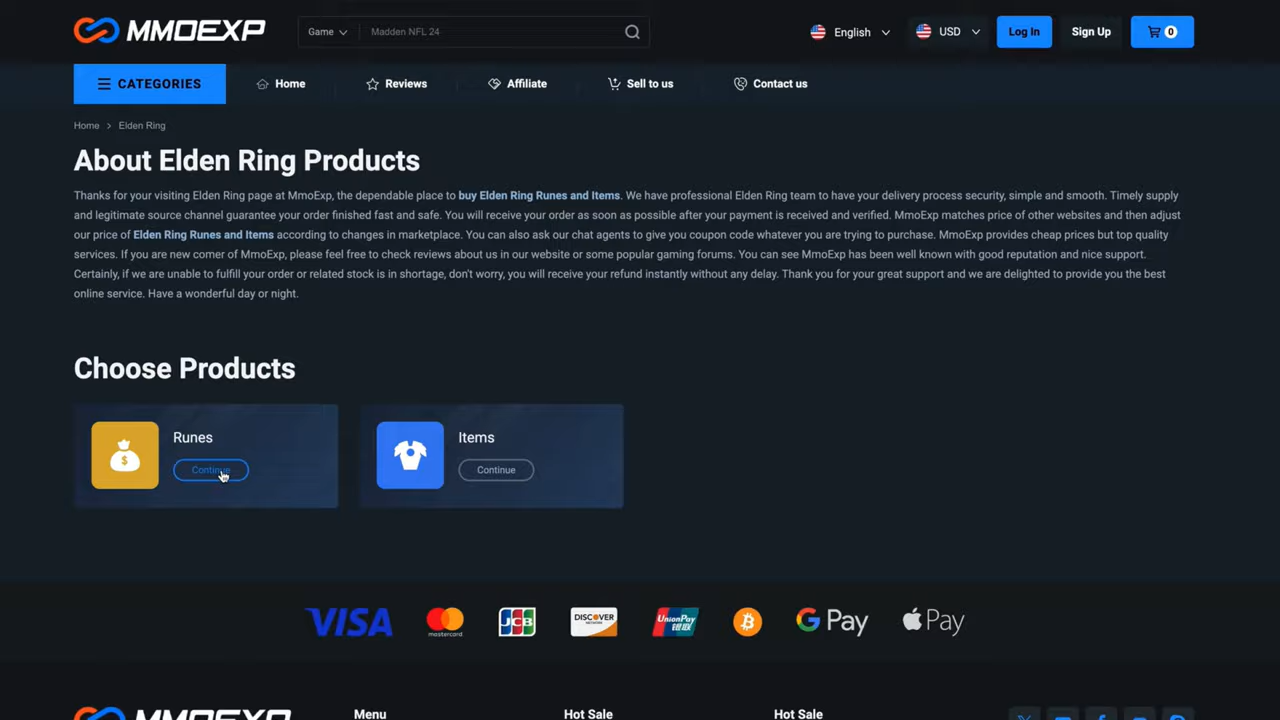 MMOEXP
Game
Madden NFL 24
English
USD
Log In
Sign Up
0
CATEGORIES
Home
Reviews
Affiliate
Sell to us
Contact us
Home > Elden Ring
About Elden Ring Products
Thanks for your visiting Elden Ring page at MmoExp, the dependable place to buy Elden Ring Runes and Items. We have professional Elden Ring team to have your delivery process security, simple and smooth. Timely supply
and legitimate source channel guarantee your order finished fast and safe. You will receive your order as soon as possible after your payment is received and verified. MmoExp matches price of other websites and then adjust
our price of Elden Ring Runes and Items according to changes in marketplace. You can also ask our chat agents to give you coupon code whatever you are trying to purchase. MmoExp provides cheap prices but top quality
services. If you are new comer of MmoExp, please feel free to check reviews about us in our website or some popular gaming forums. You can see MmoExp has been well known with good reputation and nice support.
Certainly, if we are unable to fulfill your order or related stock is in shortage, don't worry, you will receive your refund instantly without any delay. Thank you for your great support and we are delighted to provide you the best
online service. Have a wonderful day or night.
Choose Products
Runes
Continue
Items
Continue
VISA
mastercard
JCB
DISCOVER
NETWORK
UnionPay
银联
G Pay
Pay
MMOEXP
Menu
Hot Sale
Hot Sale